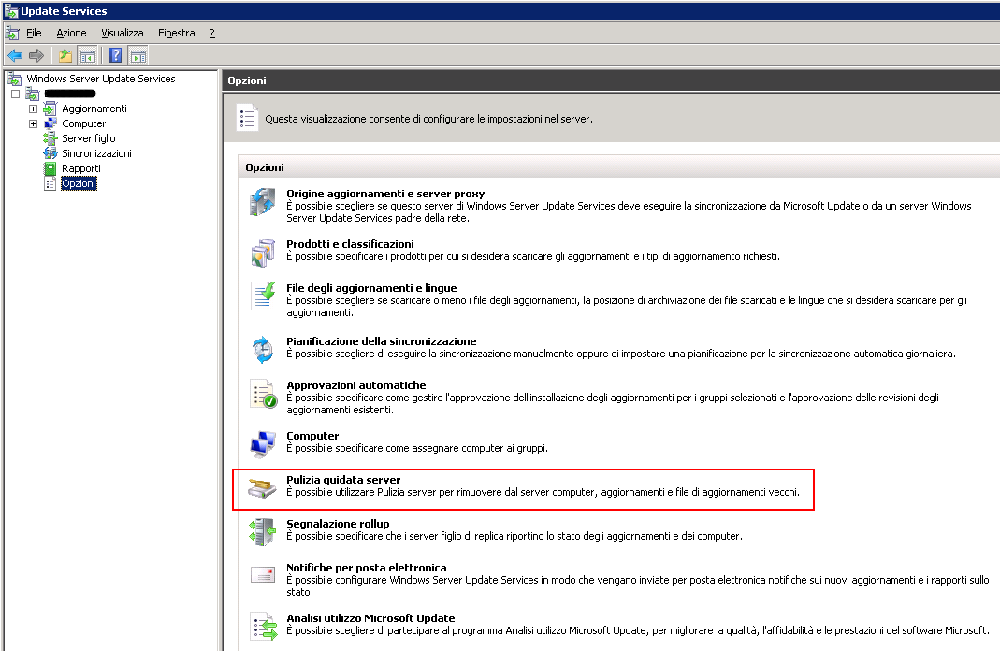 Update Services
File Azione Visualizza Finestra ?
Windows Server Update Services
Aggiornamenti
Computer
Server figlio
Sincronizzazioni
Rapporti
Opzioni
Opzioni
Questa visualizzazione consente di configurare le impostazioni nel server.
Opzioni
Origine aggiornamenti e server proxy
È possibile scegliere se questo server di Windows Server Update Services deve eseguire la sincronizzazione da Microsoft Update o da un server Windows
Server Update Services padre della rete.
Prodotti e classificazioni
È possibile specificare i prodotti per cui si desidera scaricare gli aggiornamenti e i tipi di aggiornamento richiesti.
File degli aggiornamenti e lingue
È possibile scegliere se scaricare o meno i file degli aggiornamenti, la posizione di archiviazione dei file scaricati e le lingue che si desidera scaricare per gli
aggiornamenti.
Pianificazione della sincronizzazione
È possibile scegliere di eseguire la sincronizzazione manualmente oppure di impostare una pianificazione per la sincronizzazione automatica giornaliera.
Approvazioni automatiche
È possibile specificare come gestire l'approvazione dell'installazione degli aggiornamenti per i gruppi selezionati e l'approvazione delle revisioni degli
aggiornamenti esistenti.
Computer
È possibile specificare come assegnare computer ai gruppi.
Pulizia guidata server
È possibile utilizzare Pulizia server per rimuovere dal server computer, aggiornamenti e file di aggiornamenti vecchi.
Segnalazione rollup
È possibile specificare che i server figlio di replica riportino lo stato degli aggiornamenti e dei computer.
Notifiche per posta elettronica
È possibile configurare Windows Server Update Services in modo che vengano inviate per posta elettronica notifiche sui nuovi aggiornamenti e i rapporti sullo
stato.
Analisi utilizzo Microsoft Update
È possibile scegliere di partecipare al programma Analisi utilizzo Microsoft Update, per migliorare la qualità, l'affidabilità e le prestazioni del software Microsoft.